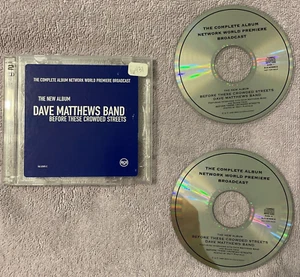 THE COMPLETE ALBUM NETWORK WORLD PREMIERE BROADCAST
THE NEW ALBUM
DAVE MATTHEWS BAND
BEFORE THESE CROWDED STREETS
THE COMPLETE ALBUM
NETWORK WORLD PREMIERE
BROADCAST
THE NEW ALBUM
BEFORE THESE CROWDED STREETS
DAVE MATTHEWS BAND
THE COMPLETE ALBUM
NETWORK WORLD PREMIERE
BROADCAST
THE NEW ALBUM
BEFORE THESE CROWDED STREETS
DAVE MATTHEWS BAND